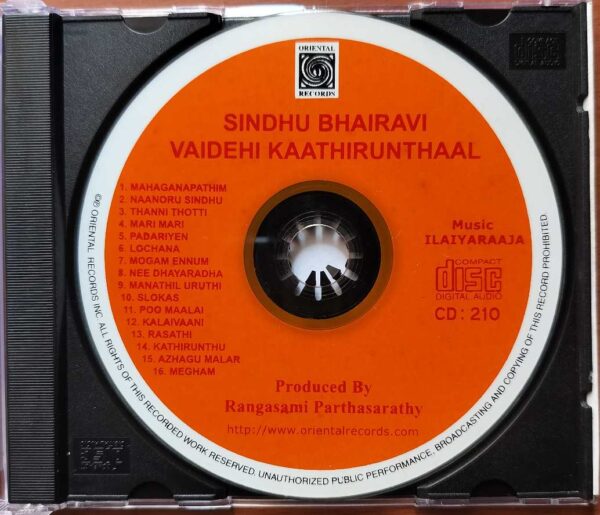 ORIENTAL
RECORDS
SINDHU BHAIRAVI
VAIDEHI KAATHIRUNTHAAL
1. MAHAGANAPATHIM
2. NAANORU SINDHU
3. THANNI THOTTI
4. MARI MARI
5. PADARIYEN
6. LOCHANA
7. MOGAM ENNUM
8. NEE DHAYARADHA
9. MANATHIL URUTHI
10. SLOKAS
11. POO MAALAI
12. KALAIVAANI
13. RASATHI
14. KATHIRUNTHU
15. AZHAGU MALAR
16. MEGHAM
Music
ILAIYARAAJA
COMPACT
disc
DIGITAL AUDIO
CD : 210
Produced By
Rangasami Parthasarathy
http://www.orientalrecords.com
©℗ ORIENTAL RECORDS INC. ALL RIGHTS OF THIS RECORDED WORK RESERVED. UNAUTHORIZED PUBLIC PERFORMANCE, BROADCASTING AND COPYING OF THIS RECORD PROHIBITED.